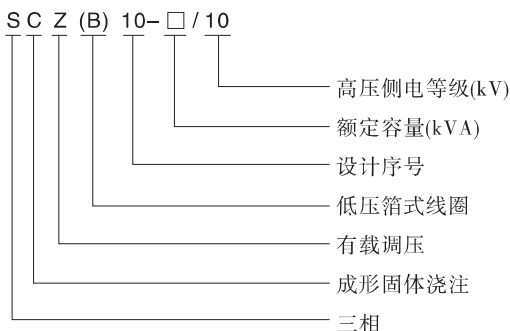 S C Z (B) 10-□/10
高压侧电等级(kV)
额定容量(kVA)
设计序号
低压箔式线圈
有载调压
成形固体浇注
三相